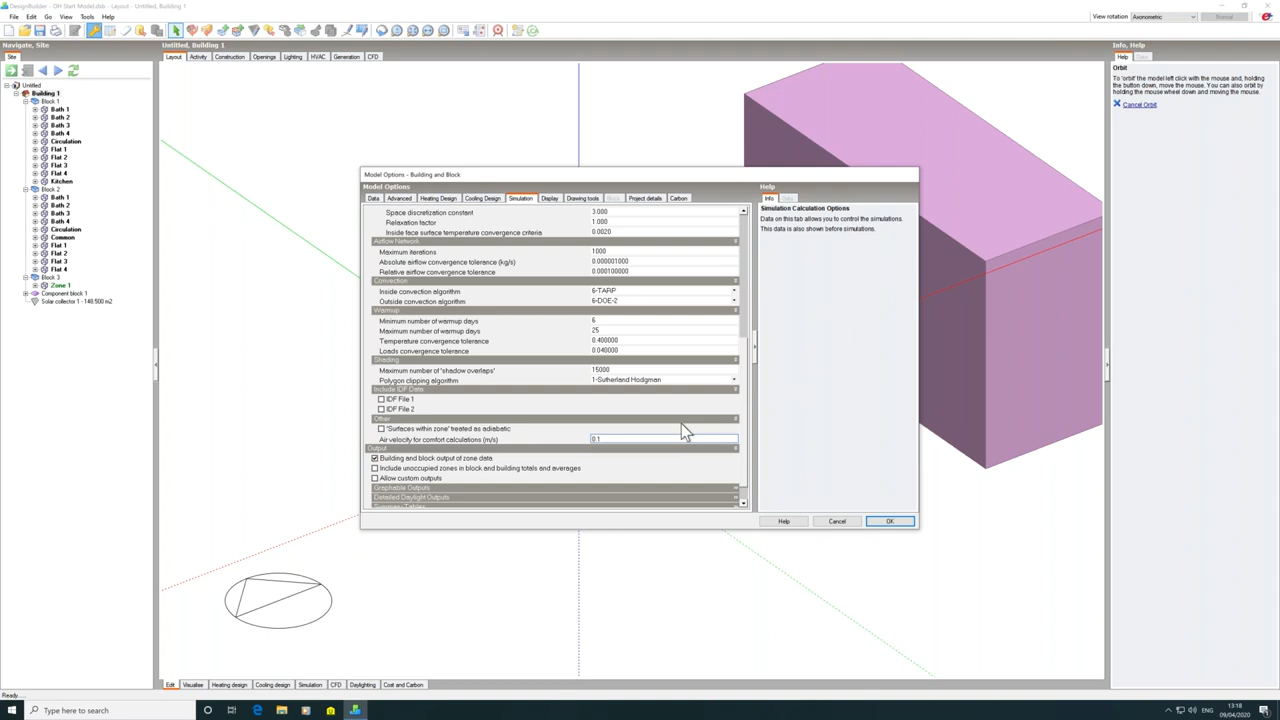 DesignBuilder - OH Start Model.dsb - Layout - Untitled, Building 1
File Edit Go View Tools Help
View rotation Axonometric Normal
Navigate, Site
Untitled, Building 1
Info, Help
Site
Layout Activity Construction Openings Lighting HVAC Generation CFD
Help Data
Orbit
To 'orbit' the model left click with the mouse and, holding
the button down, move the mouse. You can also orbit by
holding the mouse wheel down and moving the mouse.
Cancel Orbit
Untitled
Building 1
Block 1
Bath 1
Bath 2
Bath 3
Bath 4
Circulation
Flat 1
Flat 2
Flat 3
Flat 4
Kitchen
Block 2
Bath 1
Bath 2
Bath 3
Bath 4
Circulation
Common
Flat 1
Flat 2
Flat 3
Flat 4
Block 3
Zone 1
Component block 1
Solar collector 1 - 148.500 m2
Model Options - Building and Block
Model Options
Help
Data Advanced Heating Design Cooling Design Simulation Display Drawing tools Block Project details Carbon
Info Data
Simulation Calculation Options
Data on this tab allows you to control the simulations.
This data is also shown before simulations.
Space discretization constant 3.000
Relaxation factor 1.000
Inside face surface temperature convergence criteria 0.0020
Airflow Network
Maximum iterations 1000
Absolute airflow convergence tolerance (kg/s) 0.000001000
Relative airflow convergence tolerance 0.000100000
Convection
Inside convection algorithm 6-TARP
Outside convection algorithm 6-DOE-2
Warmup
Minimum number of warmup days 6
Maximum number of warmup days 25
Temperature convergence tolerance 0.400000
Loads convergence tolerance 0.040000
Shading
Maximum number of 'shadow overlaps' 15000
Polygon clipping algorithm 1-Sutherland Hodgman
Include IDF Data
IDF File 1
IDF File 2
Other
'Surfaces within zone' treated as adiabatic
Air velocity for comfort calculations (m/s) 0.1
Output
Building and block output of zone data
Include unoccupied zones in block and building totals and averages
Allow custom outputs
Graphable Outputs
Detailed Daylight Outputs
Summary Tables
Help Cancel OK
Edit Visualise Heating design Cooling design Simulation CFD Daylighting Cost and Carbon
Ready...
Type here to search
ENG
13:18
09/04/2020